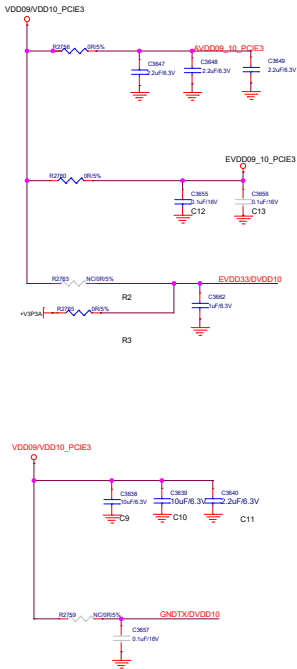 VDD09/VDD10_PCIE3
R2756 0R/5%
AVDD09_10_PCIE3
C3647
2.2uF/6.3V
C3648
2.2uF/6.3V
C3649
2.2uF/6.3V
EVDD09_10_PCIE3
R2760 0R/5%
C3655
0.1uF/16V
C12
C3656
0.1uF/16V
C13
R2763 NC/0R/5%
EVDD33/DVDD10
R2
+V3P3A
R2765 0R/5%
C3662
1uF/6.3V
R3
VDD09/VDD10_PCIE3
C3638
10uF/6.3V
C9
C3639
10uF/6.3V
C10
C3640
2.2uF/6.3V
C11
R2759 NC/0R/5%
GNDTX/DVDD10
C3657
0.1uF/16V